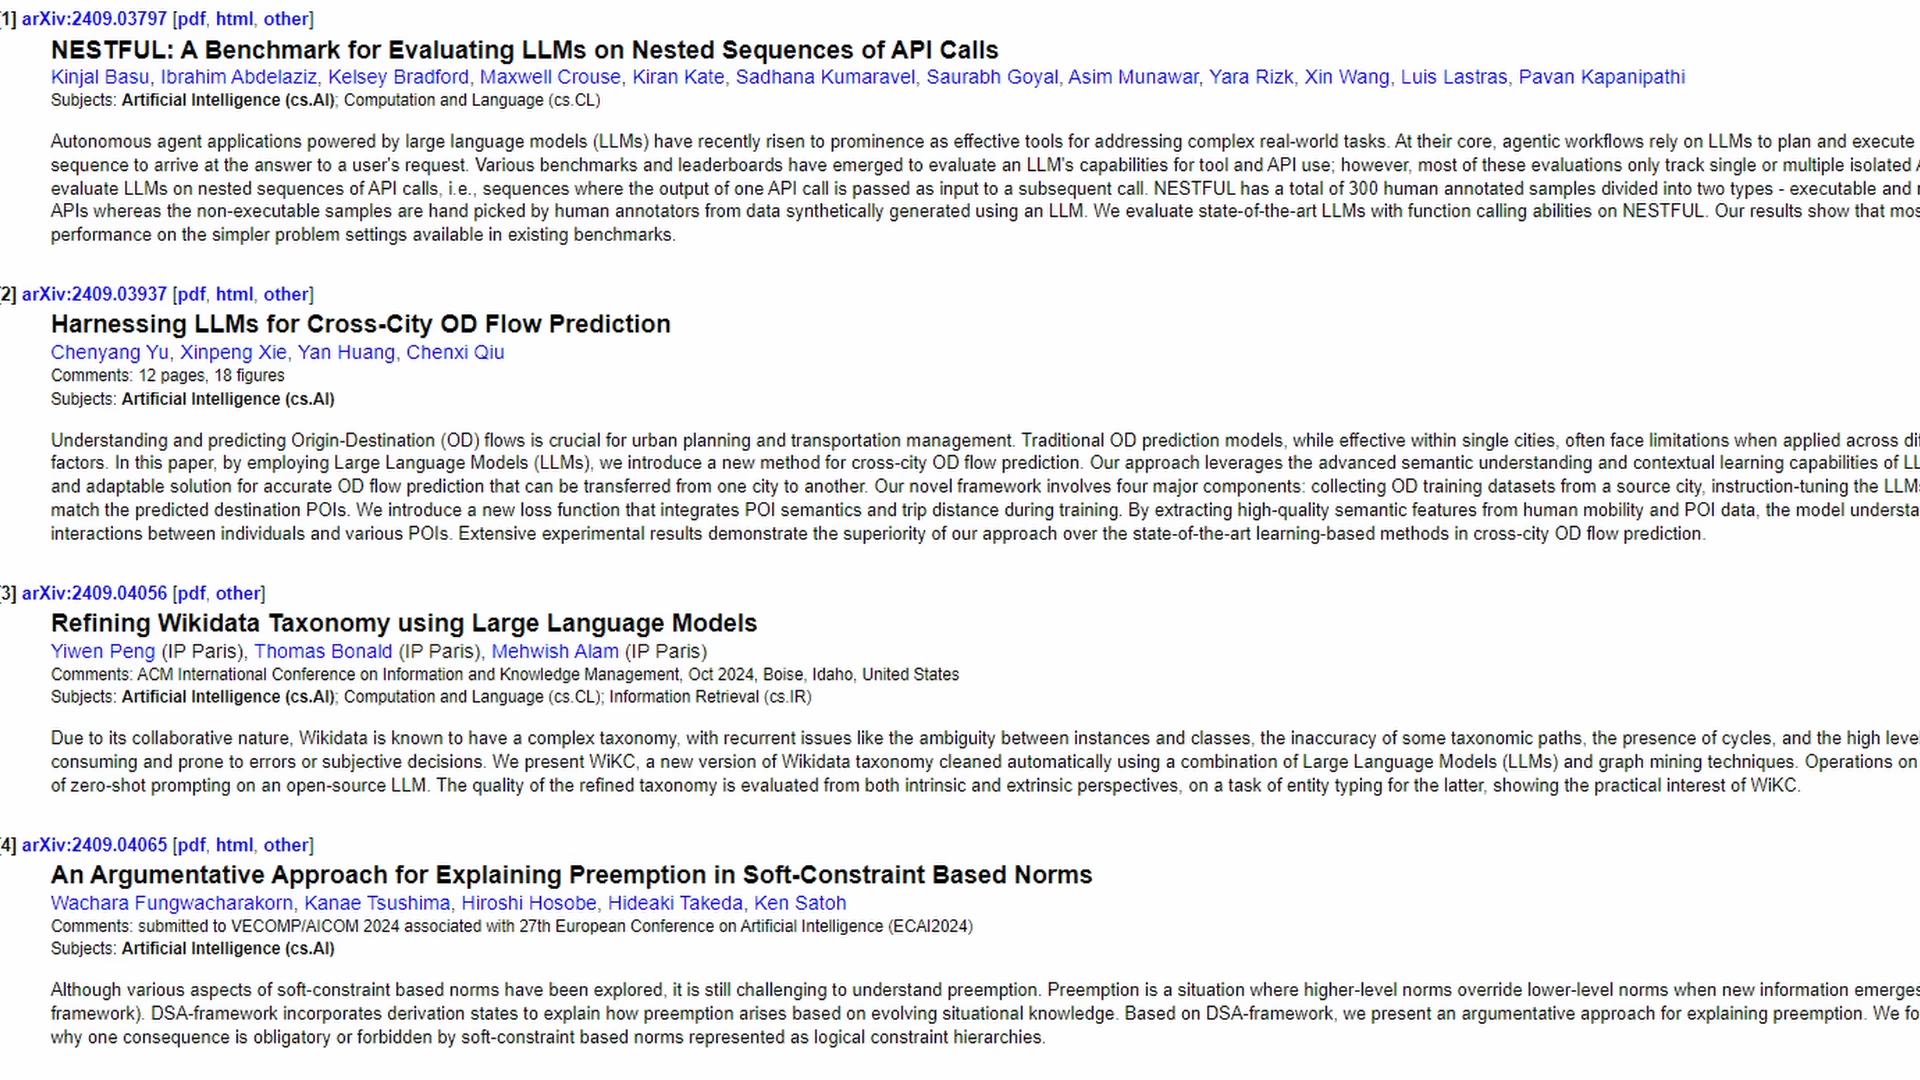 [1] arXiv:2409.03797 [pdf, html, other]
NESTFUL: A Benchmark for Evaluating LLMs on Nested Sequences of API Calls
Kinjal Basu, Ibrahim Abdelaziz, Kelsey Bradford, Maxwell Crouse, Kiran Kate, Sadhana Kumaravel, Saurabh Goyal, Asim Munawar, Yara Rizk, Xin Wang, Luis Lastras, Pavan Kapanipathi
Subjects: Artificial Intelligence (cs.AI); Computation and Language (cs.CL)
Autonomous agent applications powered by large language models (LLMs) have recently risen to prominence as effective tools for addressing complex real-world tasks. At their core, agentic workflows rely on LLMs to plan and execute
sequence to arrive at the answer to a user's request. Various benchmarks and leaderboards have emerged to evaluate an LLM's capabilities for tool and API use; however, most of these evaluations only track single or multiple isolated
evaluate LLMs on nested sequences of API calls, i.e., sequences where the output of one API call is passed as input to a subsequent call. NESTFUL has a total of 300 human annotated samples divided into two types - executable and
APIs whereas the non-executable samples are hand picked by human annotators from data synthetically generated using an LLM. We evaluate state-of-the-art LLMs with function calling abilities on NESTFUL. Our results show that mos
performance on the simpler problem settings available in existing benchmarks.
[2] arXiv:2409.03937 [pdf, html, other]
Harnessing LLMs for Cross-City OD Flow Prediction
Chenyang Yu, Xinpeng Xie, Yan Huang, Chenxi Qiu
Comments: 12 pages, 18 figures
Subjects: Artificial Intelligence (cs.AI)
Understanding and predicting Origin-Destination (OD) flows is crucial for urban planning and transportation management. Traditional OD prediction models, while effective within single cities, often face limitations when applied across di
factors. In this paper, by employing Large Language Models (LLMs), we introduce a new method for cross-city OD flow prediction. Our approach leverages the advanced semantic understanding and contextual learning capabilities of LL
and adaptable solution for accurate OD flow prediction that can be transferred from one city to another. Our novel framework involves four major components: collecting OD training datasets from a source city, instruction-tuning the LLMs
match the predicted destination POIs. We introduce a new loss function that integrates POI semantics and trip distance during training. By extracting high-quality semantic features from human mobility and POI data, the model understa
interactions between individuals and various POIs. Extensive experimental results demonstrate the superiority of our approach over the state-of-the-art learning-based methods in cross-city OD flow prediction.
[3] arXiv:2409.04056 [pdf, other]
Refining Wikidata Taxonomy using Large Language Models
Yiwen Peng (IP Paris), Thomas Bonald (IP Paris), Mehwish Alam (IP Paris)
Comments: ACM International Conference on Information and Knowledge Management, Oct 2024, Boise, Idaho, United States
Subjects: Artificial Intelligence (cs.AI); Computation and Language (cs.CL); Information Retrieval (cs.IR)
Due to its collaborative nature, Wikidata is known to have a complex taxonomy, with recurrent issues like the ambiguity between instances and classes, the inaccuracy of some taxonomic paths, the presence of cycles, and the high leve
consuming and prone to errors or subjective decisions. We present WiKC, a new version of Wikidata taxonomy cleaned automatically using a combination of Large Language Models (LLMs) and graph mining techniques. Operations on
of zero-shot prompting on an open-source LLM. The quality of the refined taxonomy is evaluated from both intrinsic and extrinsic perspectives, on a task of entity typing for the latter, showing the practical interest of WiKC.
[4] arXiv:2409.04065 [pdf, html, other]
An Argumentative Approach for Explaining Preemption in Soft-Constraint Based Norms
Wachara Fungwacharakorn, Kanae Tsushima, Hiroshi Hosobe, Hideaki Takeda, Ken Satoh
Comments: submitted to VECOMP/AICOM 2024 associated with 27th European Conference on Artificial Intelligence (ECAI2024)
Subjects: Artificial Intelligence (cs.AI)
Although various aspects of soft-constraint based norms have been explored, it is still challenging to understand preemption. Preemption is a situation where higher-level norms override lower-level norms when new information emerges
framework). DSA-framework incorporates derivation states to explain how preemption arises based on evolving situational knowledge. Based on DSA-framework, we present an argumentative approach for explaining preemption. We fo
why one consequence is obligatory or forbidden by soft-constraint based norms represented as logical constraint hierarchies.